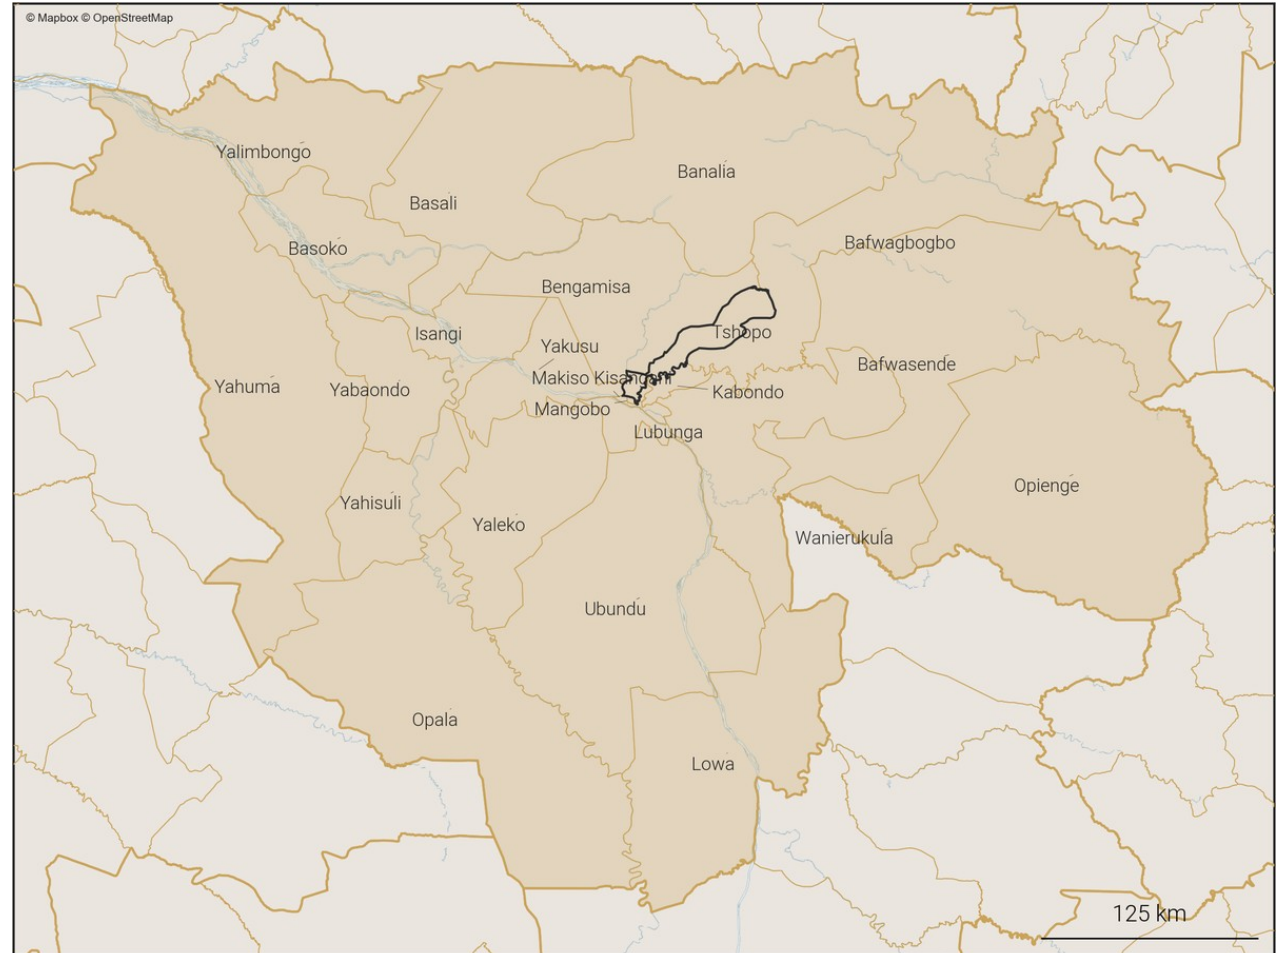 © Mapbox © OpenStreetMap
Yalimbongo
Banalia
Basali
Bafwagbogbo
Basoko
Bengamisa
Isangi
Tshopo
Yakusu
Bafwasende
Makiso Kisangani
Yahuma
Yabaondo
Kabondo
Mangobo
Lubunga
Opienge
Yahisuli
Yaleko
Wanierukula
Ubundu
Opala
Lowa
125 km